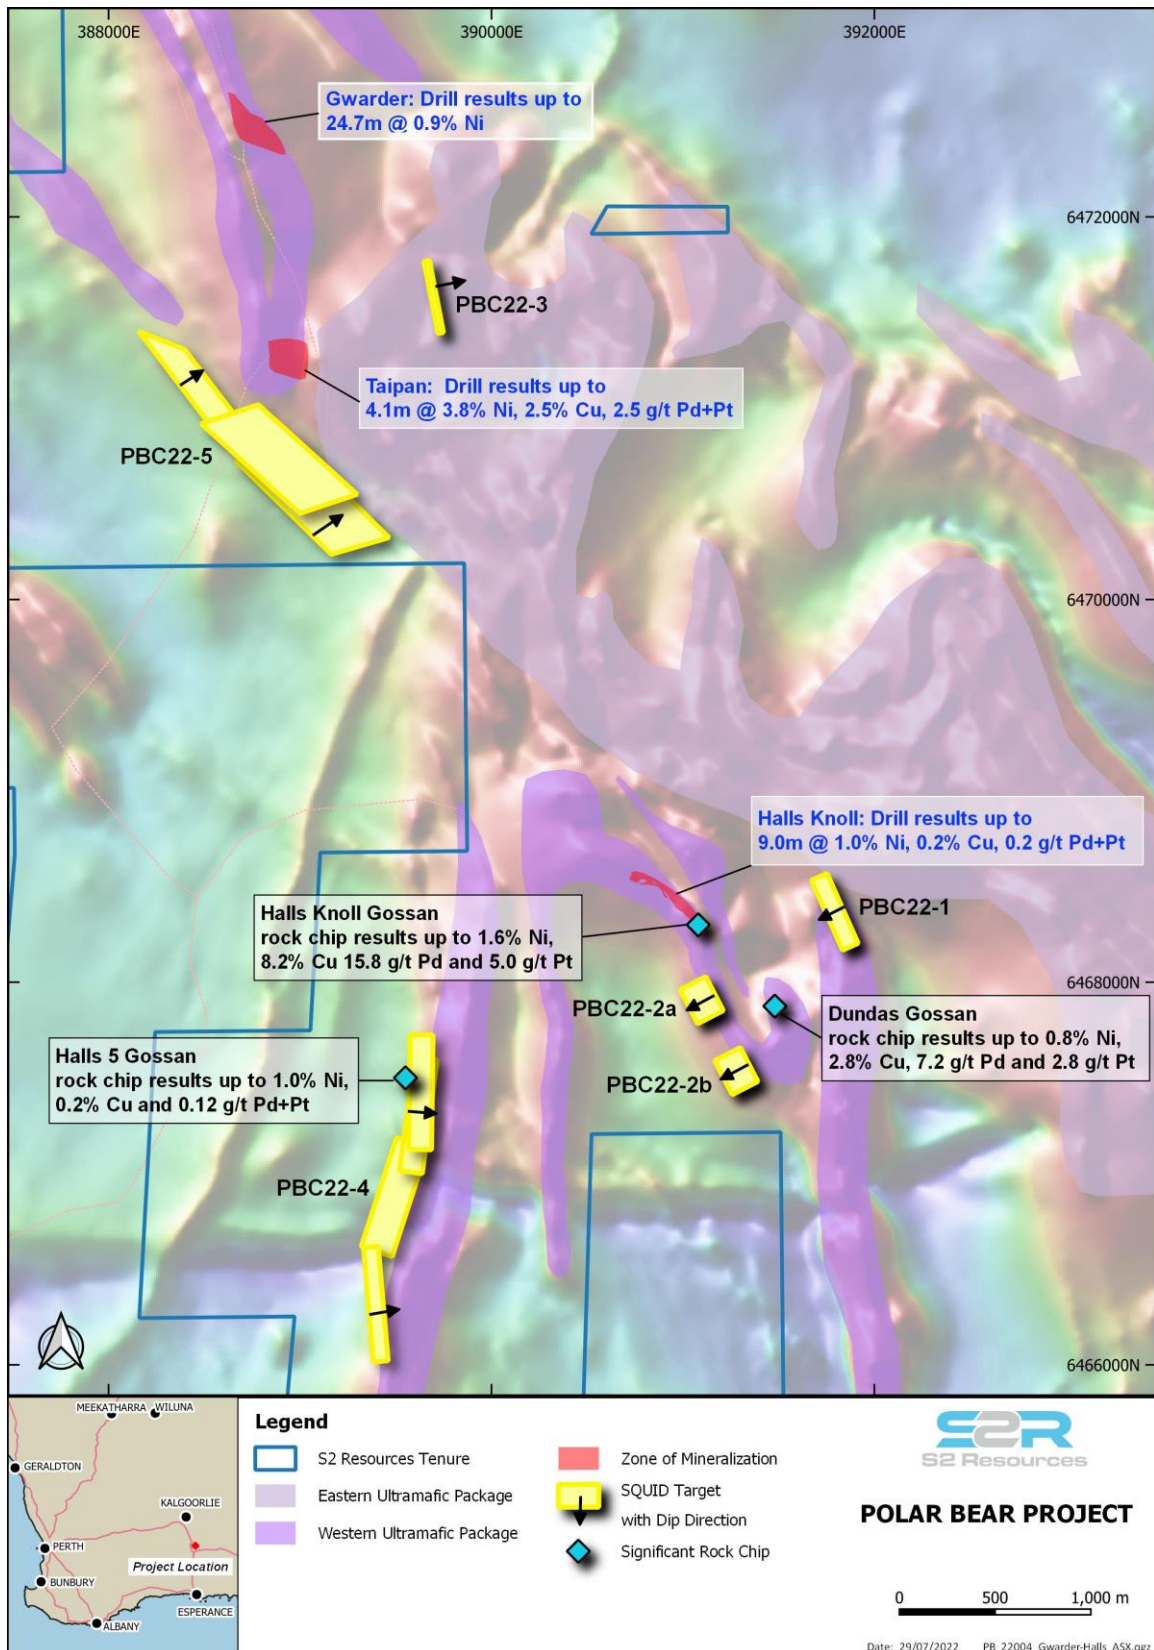 388000E
390000E
392000E
Gwarder: Drill results up to
24.7m @ 0.9% Ni
6472000N
PBC22-3
Taipan: Drill results up to
4.1m @ 3.8% Ni, 2.5% Cu, 2.5 g/t Pd+Pt
PBC22-5
6470000N
Halls Knoll: Drill results up to
9.0m @ 1.0% Ni, 0.2% Cu, 0.2 g/t Pd+Pt
PBC22-1
Halls Knoll Gossan
rock chip results up to 1.6% Ni,
8.2% Cu 15.8 g/t Pd and 5.0 g/t Pt
6468000N
PBC22-2a
Dundas Gossan
rock chip results up to 0.8% Ni,
2.8% Cu, 7.2 g/t Pd and 2.8 g/t Pt
Halls 5 Gossan
rock chip results up to 1.0% Ni,
0.2% Cu and 0.12 g/t Pd+Pt
PBC22-2b
PBC22-4
6466000N
MEEKATHARRA
WILUNA
GERALDTON
KALGOORLIE
PERTH
Project Location
BUNBURY
ESPERANCE
ALBANY
Legend
S2 Resources Tenure
Eastern Ultramafic Package
Western Ultramafic Package
Zone of Mineralization
SQUID Target
with Dip Direction
Significant Rock Chip
S2R
S2 Resources
POLAR BEAR PROJECT
0 500 1,000 m
Date: 29/07/2022 PB_22004_Gwarder-Halls_ASX.qgz